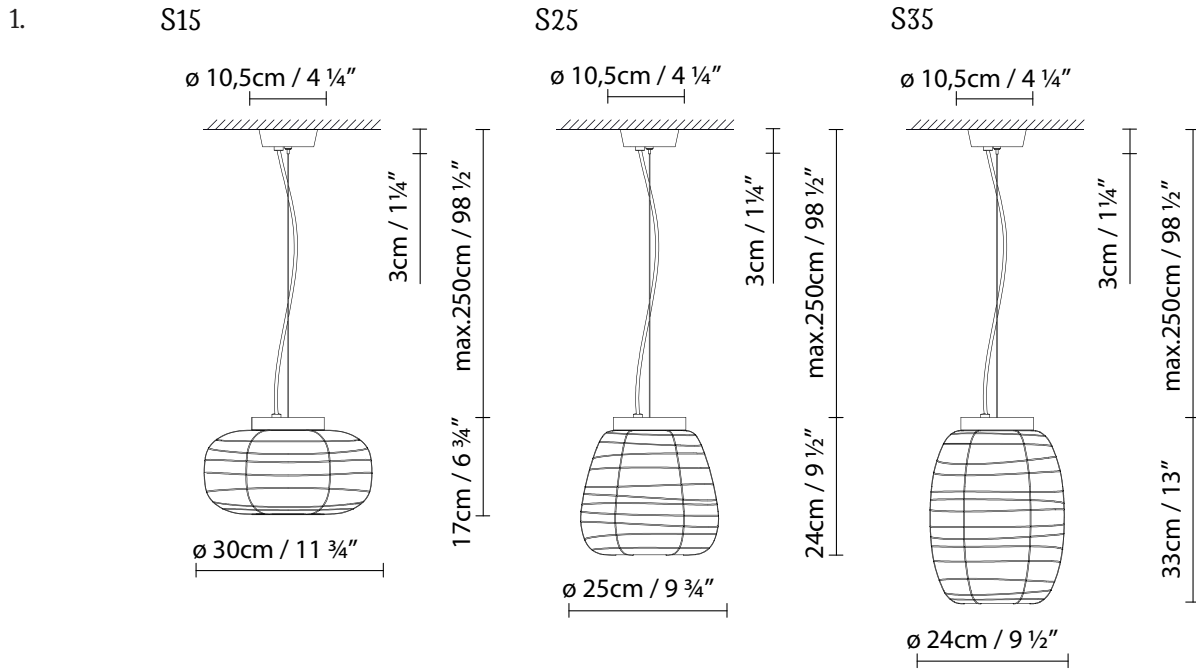 1.
S15
ø 10,5cm / 4 ¼”
3cm / 1¼”
max.250cm / 98 ½”
17cm / 6 ¾”
ø 30cm / 11 ¾”
S25
ø 10,5cm / 4 ¼”
3cm / 1¼”
max.250cm / 98 ½”
24cm / 9 ½”
ø 25cm / 9 ¾”
S35
ø 10,5cm / 4 ¼”
3cm / 1¼”
max.250cm / 98 ½”
33cm / 13”
ø 24cm / 9 ½”